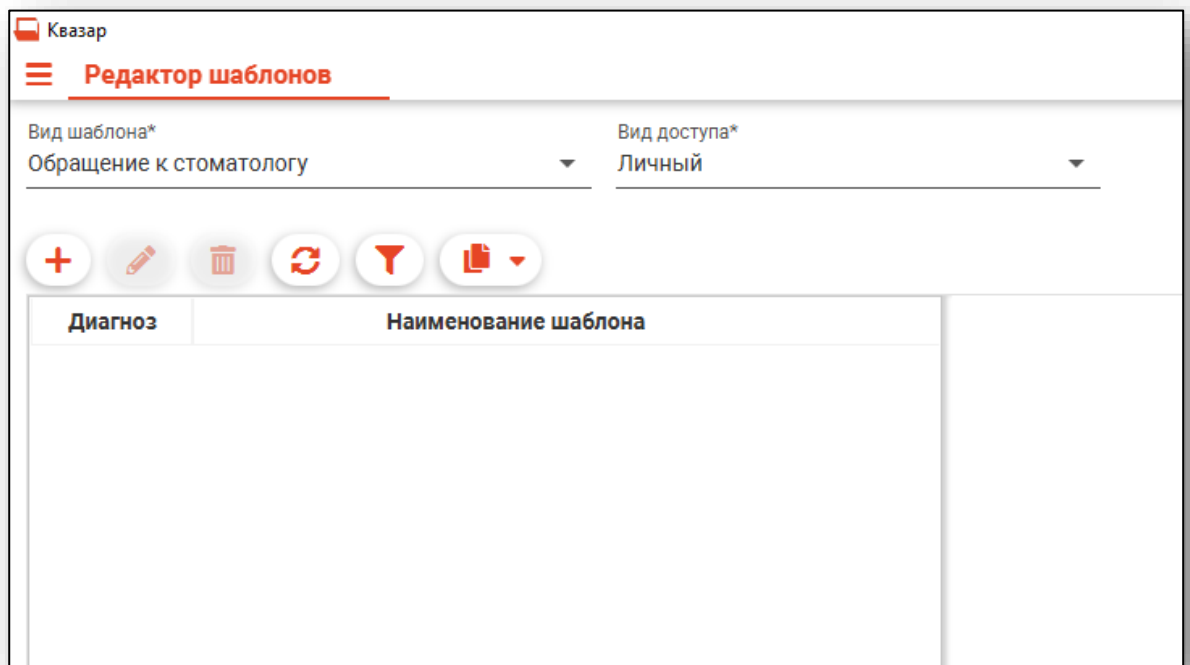 Квазар
Редактор шаблонов
Вид шаблона* Вид доступа*
Обращение к стоматологу Личный
Диагноз Наименование шаблона